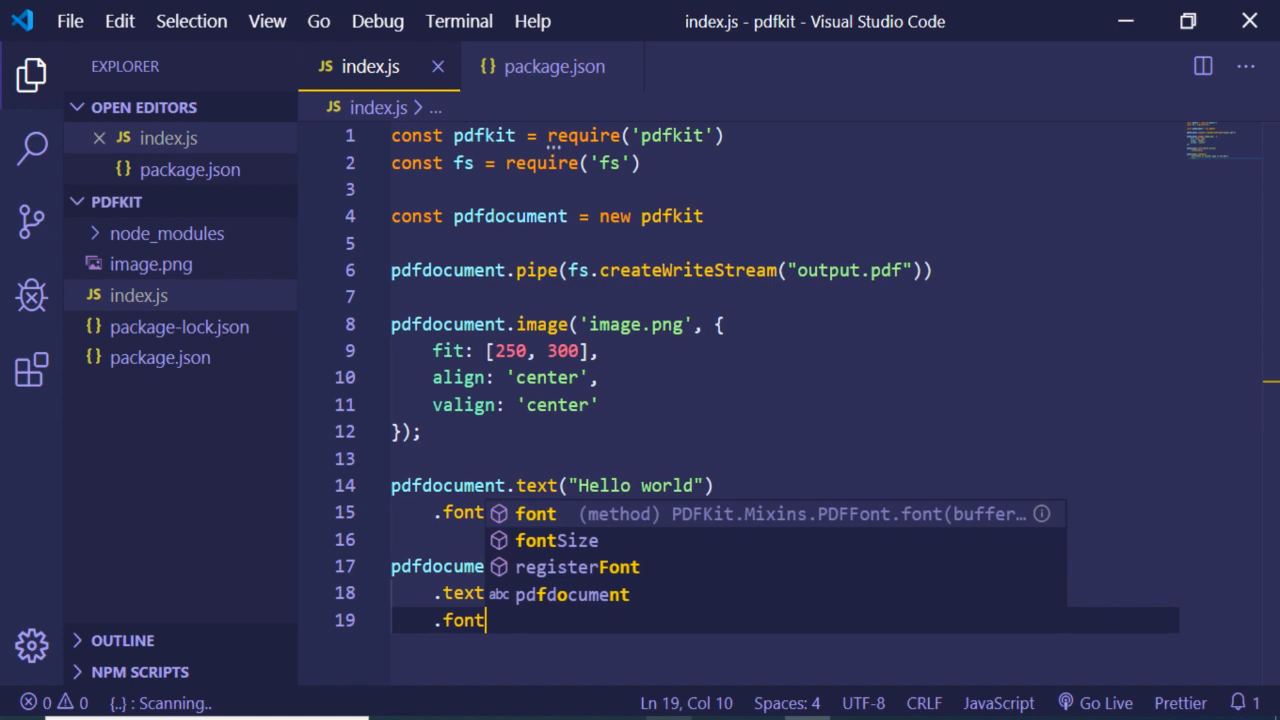 File Edit Selection View Go Debug Terminal Help index.js - pdfkit - Visual Studio Code
EXPLORER
OPEN EDITORS
JS index.js
{} package.json
PDFKIT
node_modules
image.png
JS index.js
{} package-lock.json
{} package.json
OUTLINE
NPM SCRIPTS
JS index.js {} package.json
JS index.js > ...
1 const pdfkit = require('pdfkit')
2 const fs = require('fs')
3
4 const pdfdocument = new pdfkit
5
6 pdfdocument.pipe(fs.createWriteStream("output.pdf"))
7
8 pdfdocument.image('image.png', {
9 fit: [250, 300],
10 align: 'center',
11 valign: 'center'
12 });
13
14 pdfdocument.text("Hello world")
15 .font
16
17 pdfdocume
18 .text
19 .font
font (method) PDFKit.Mixins.PDFFont.font(buffer…
fontSize
registerFont
abc pdfdocument
0 0 {..} : Scanning.. Ln 19, Col 10 Spaces: 4 UTF-8 CRLF JavaScript Go Live Prettier 1